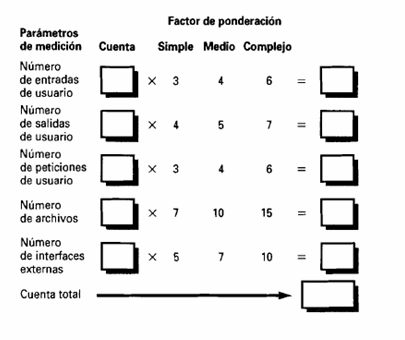 Factor de ponderación
Parámetros
de medición Cuenta Simple Medio Complejo
Número
de entradas × 3 4 6 =
de usuario
Número
de salidas × 4 5 7 =
de usuario
Número
de peticiones × 3 4 6 =
de usuario
Número
de archivos × 7 10 15 =
Número
de interfaces × 5 7 10 =
externas
Cuenta total